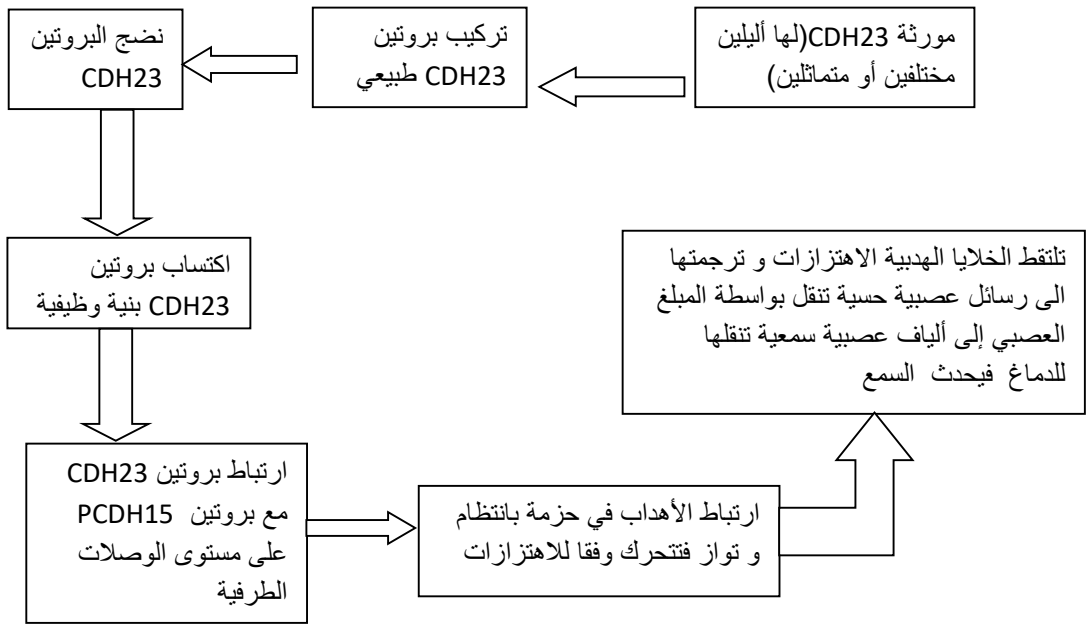 مورثة CDH23(لها أليلين
مختلفين أو متماثلين)
تركيب بروتين
CDH23 طبيعي
نضج البروتين
CDH23
اكتساب بروتين
CDH23 بنية وظيفية
ارتباط بروتين CDH23
مع بروتين PCDH15
على مستوى الوصلات
الطرفية
ارتباط الأهداب في حزمة بانتظام
و تواز فتتحرك وفقا للاهتزازات
تلتقط الخلايا الهدبية الاهتزازات و ترجمتها
الى رسائل عصبية حسية تنقل بواسطة المبلغ
العصبي إلى ألياف عصبية سمعية تنقلها
للدماغ فيحدث السمع